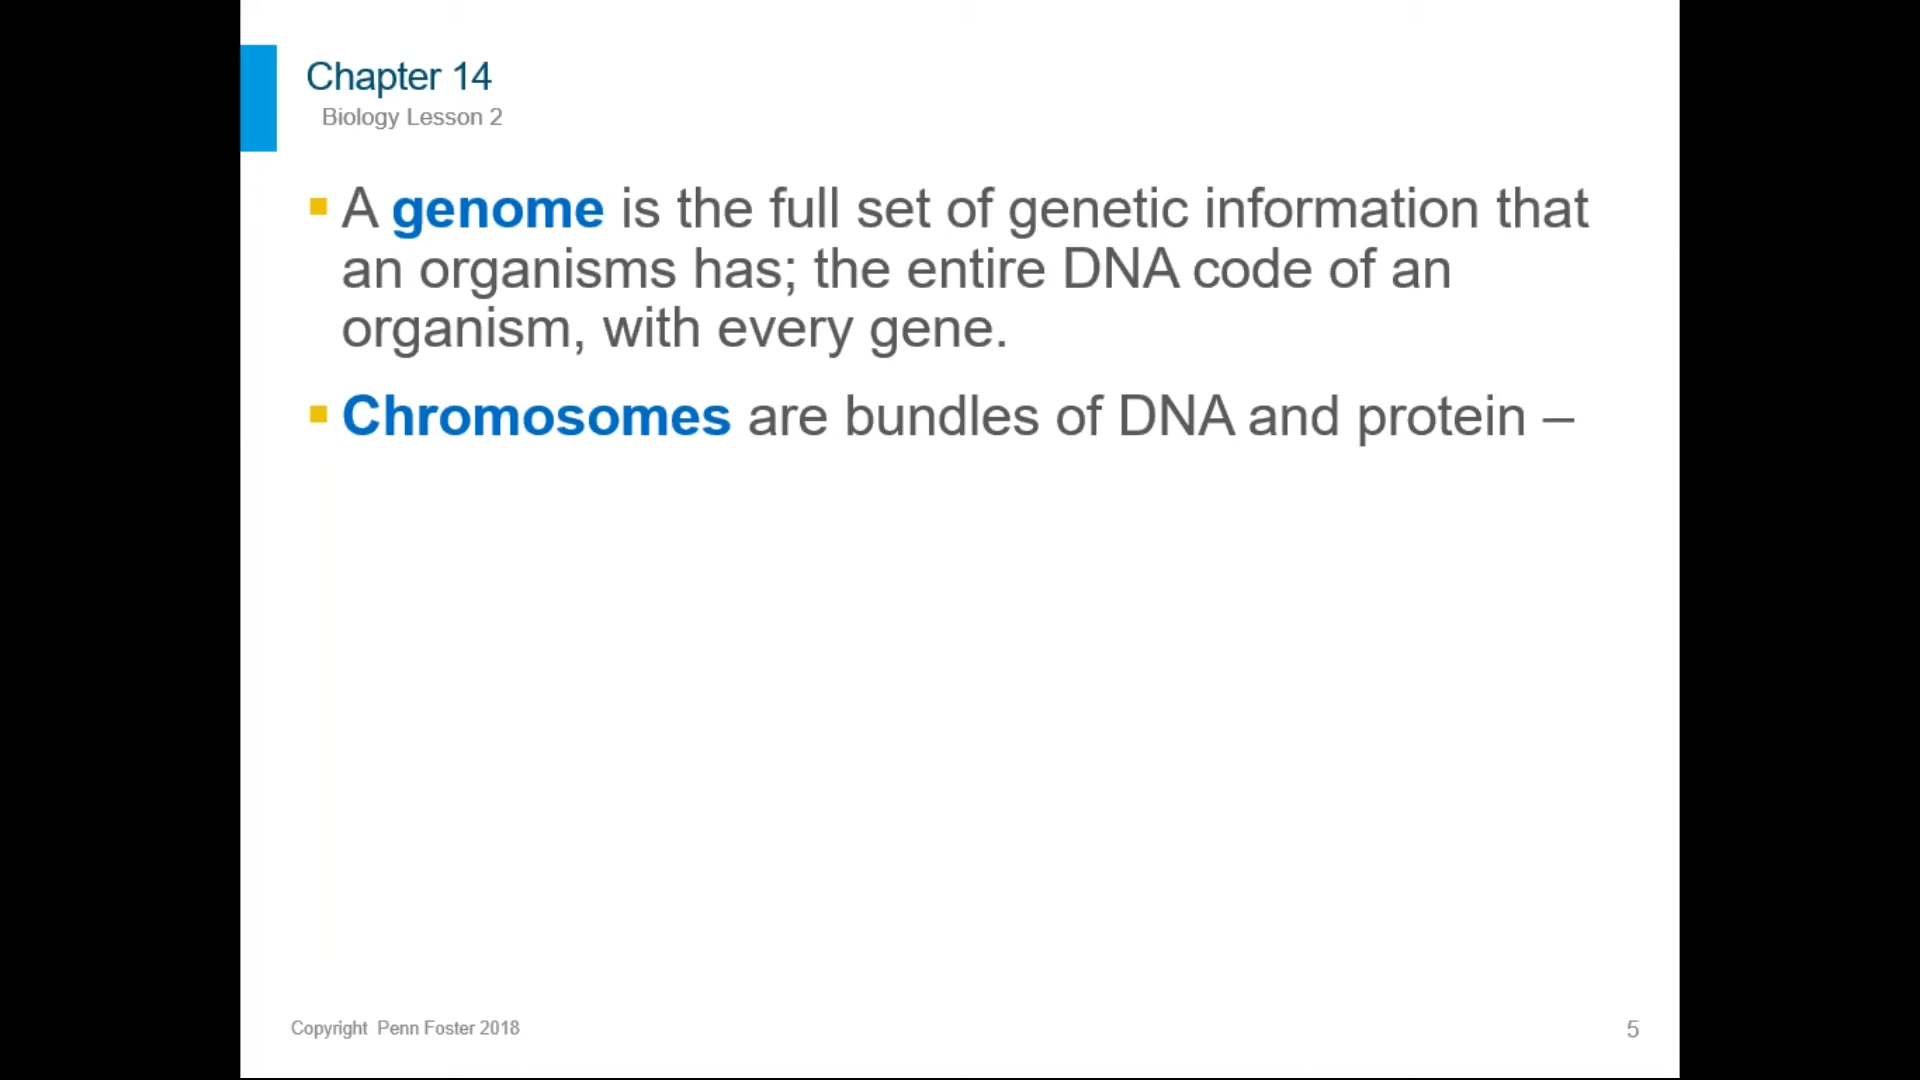 Chapter 14
Biology Lesson 2
A genome is the full set of genetic information that
an organisms has; the entire DNA code of an
organism, with every gene.
Chromosomes are bundles of DNA and protein –
Copyright Penn Foster 2018
5